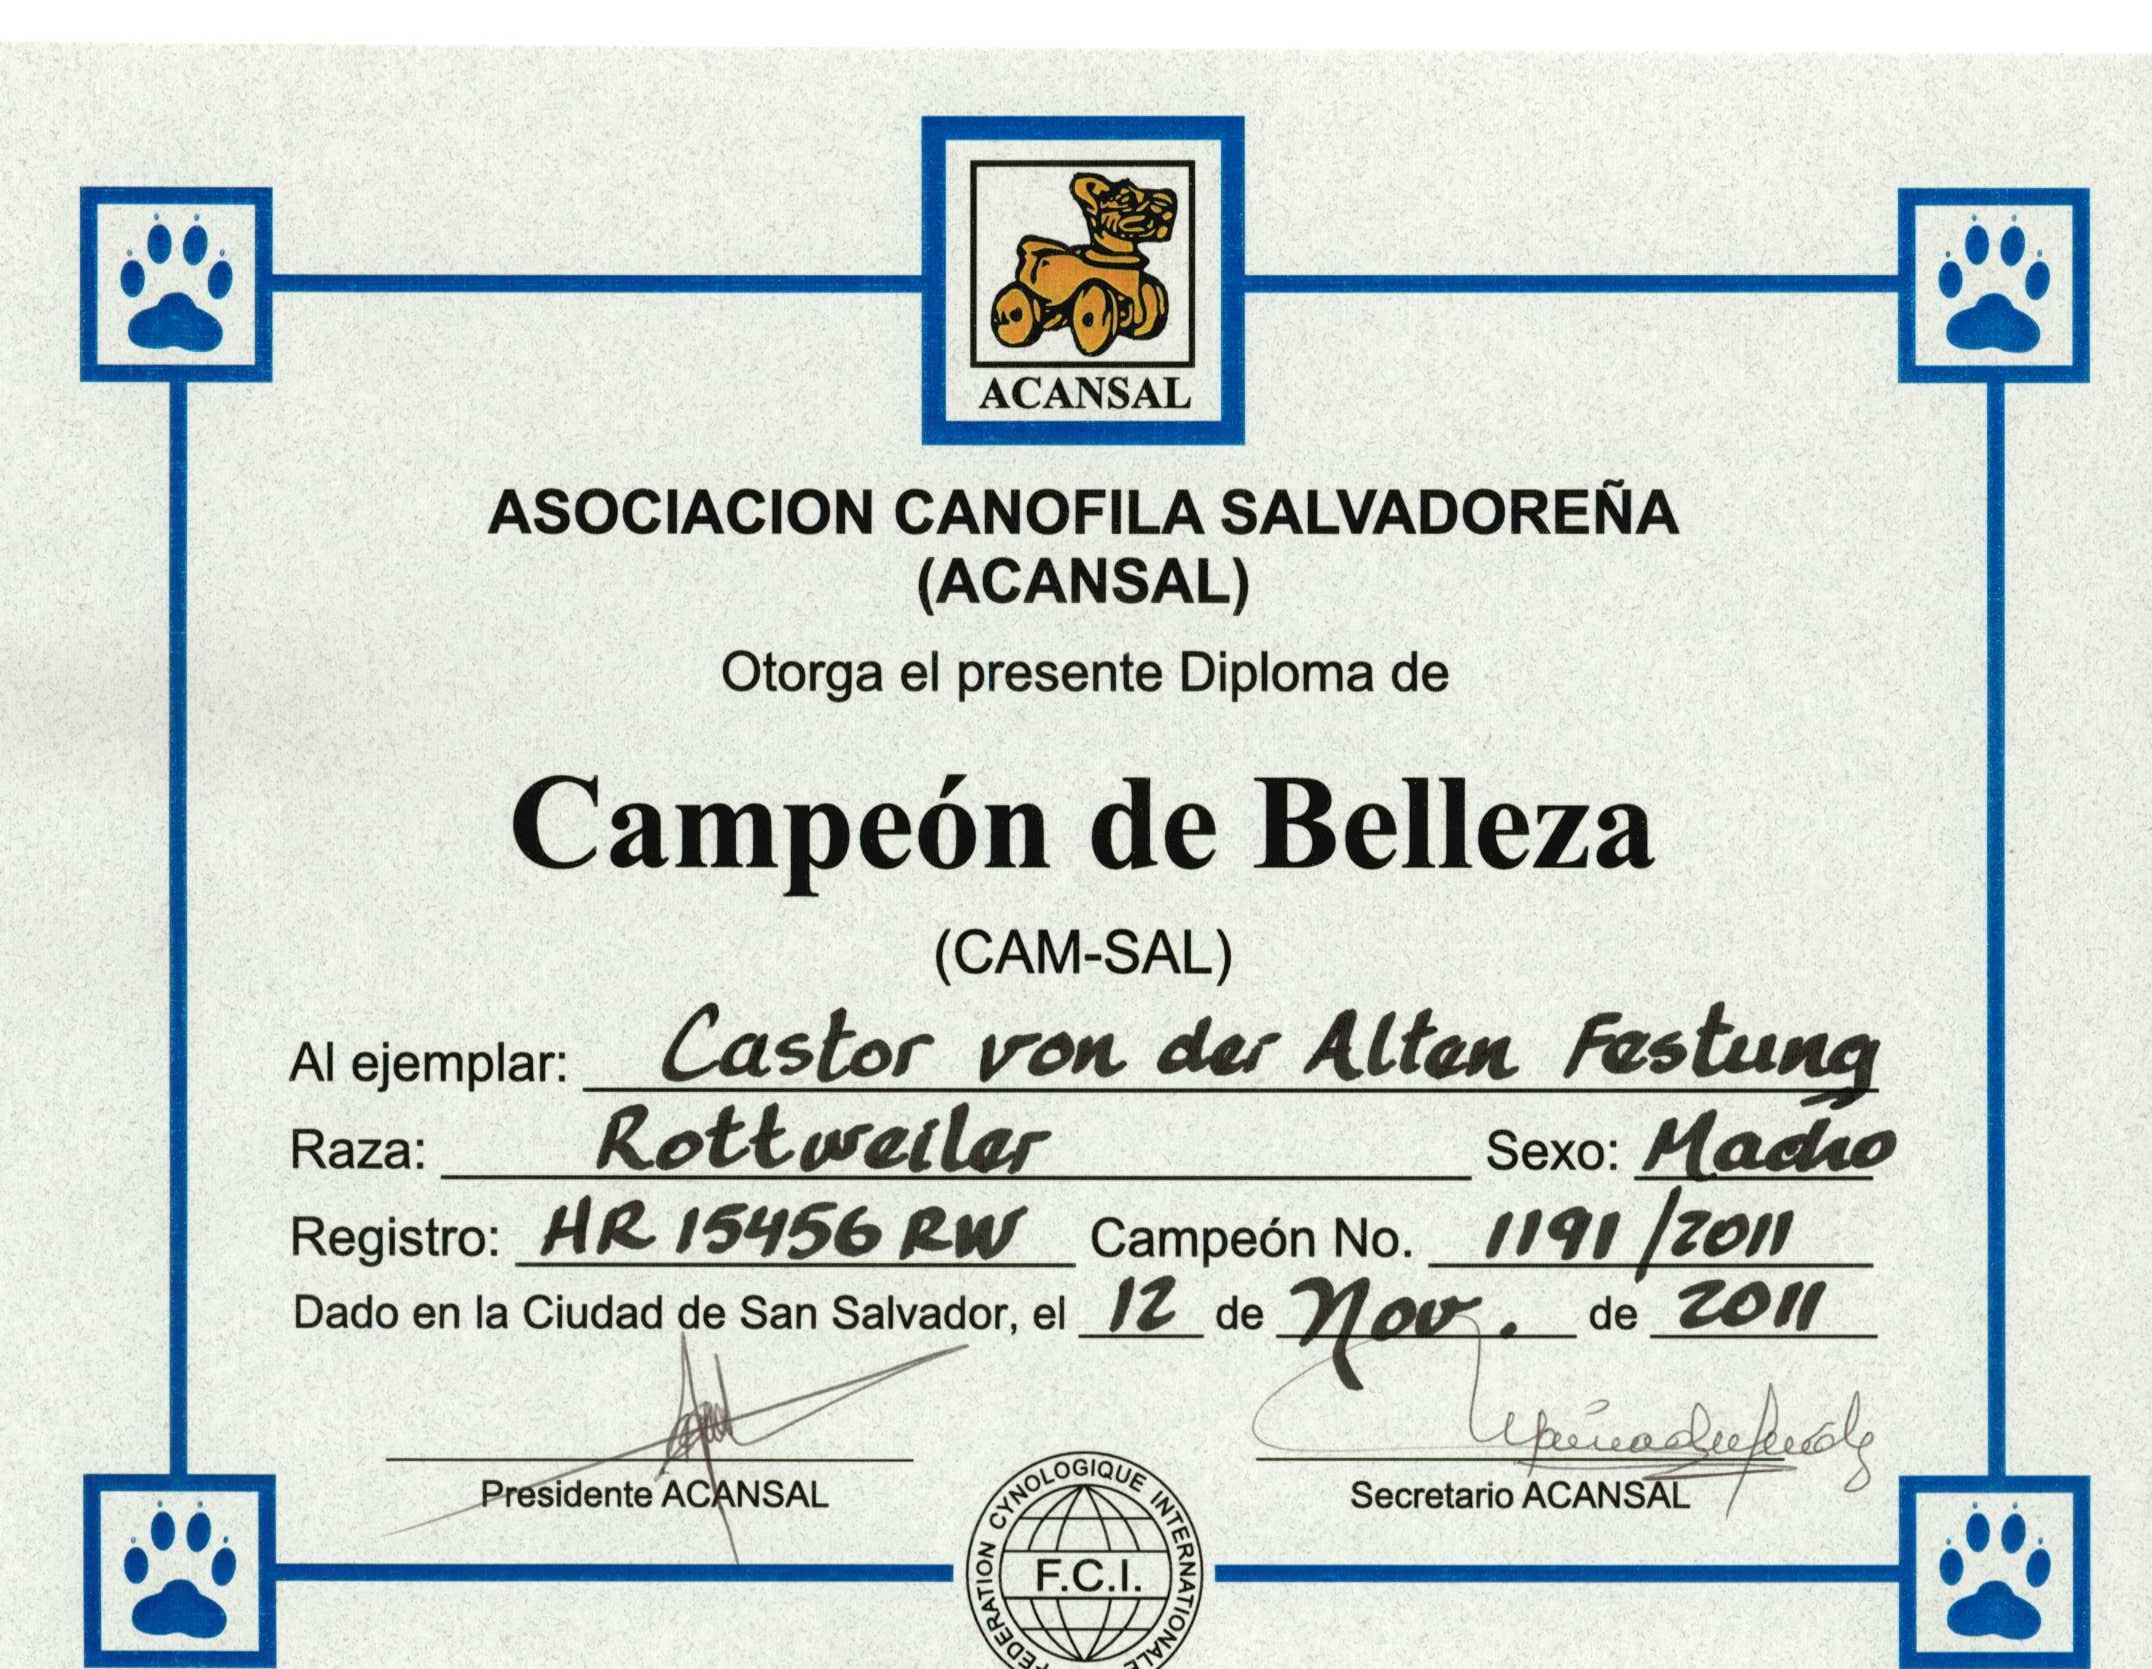 ACANSAL
ASOCIACION CANOFILA SALVADOREÑA
(ACANSAL)
Otorga el presente Diploma de
Campeón de Belleza
(CAM-SAL)
Al ejemplar: Castor von der Alten Festung
Raza: Rottweiler Sexo: Macho
Registro: HR 15456 RW Campeón No. 1191/2011
Dado en la Ciudad de San Salvador, el 12 de Nov. de 2011
Presidente ACANSAL Secretario ACANSAL
FEDERATION CYNOLOGIQUE INTERNATIONALE
F.C.I.